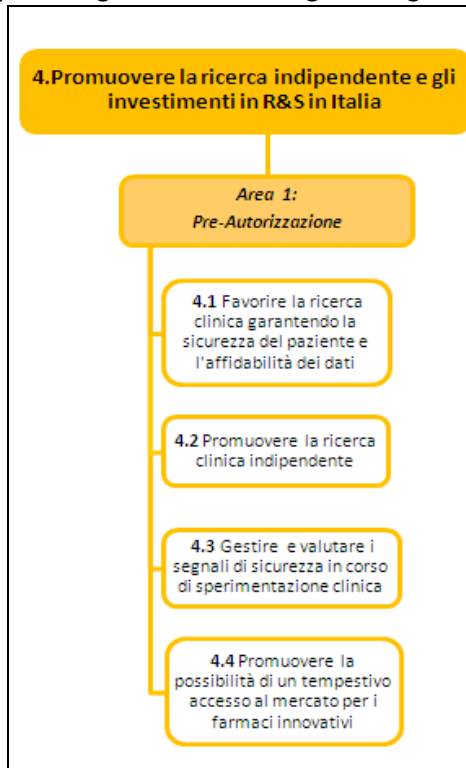 4.Promuovere la ricerca indipendente e gli
investimenti in R&S in Italia
Area 1:
Pre-Autorizzazione
4.1 Favorire la ricerca
clinica garantendo la
sicurezza del paziente e
l'affidabilità dei dati
4.2 Promuovere la ricerca
clinica indipendente
4.3 Gestire e valutare i
segnali di sicurezza in corso
di sperimentazione clinica
4.4 Promuovere la
possibilità di un tempestivo
accesso al mercato per i
farmaci innovativi